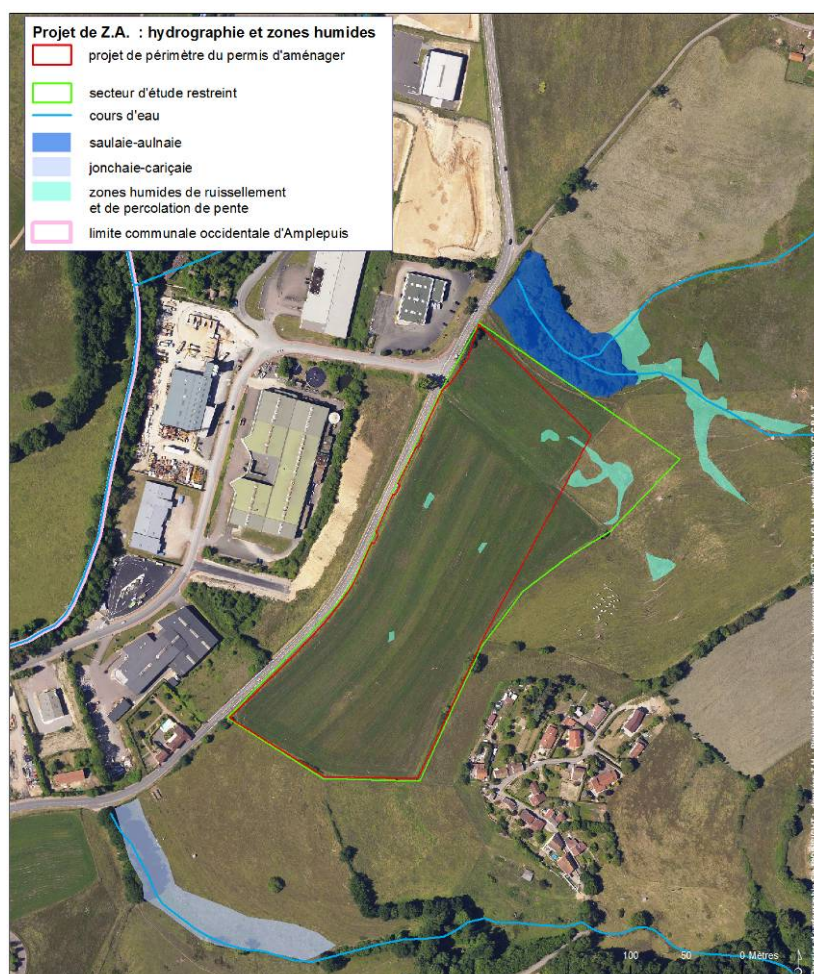 Projet de Z.A. : hydrographie et zones humides
projet de périmètre du permis d'aménager
secteur d'étude restreint
cours d'eau
saulaie-aulnaie
jonchaie-cariçaie
zones humides de ruissellement
et de percolation de pente
limite communale occidentale d'Amplepuis
100 50 0 Mètres